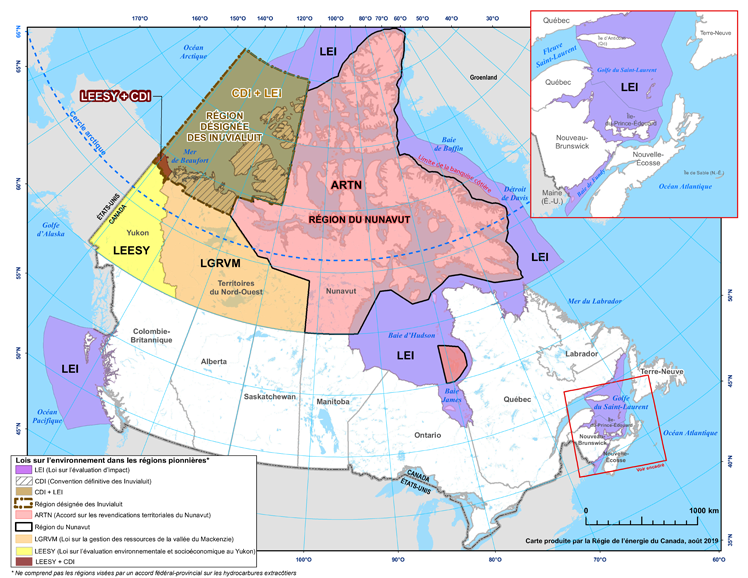 170°O
160°O
150°O
140°O
120°O
100°O
80°O
70°O
60°O
50°O
40°O
30°O
Océan
Arctique
LEI
65°N
Groenland
LEESY + CDI
CDI + LEI
RÉGION
DÉSIGNÉE
DES INUVIALUIT
Cercle arctique
Mer
de Beaufort
Baie
de Baffin
Limite de la banquise côtière
60°N
ARTN
RÉGION DU NUNAVUT
Détroit
de Davis
LEI
ÉTATS-UNIS
CANADA
Golfe
d'Alaska
Yukon
LEESY
LGRVM
Territoires
du Nord-Ouest
Nunavut
55°N
50°N
Mer du Labrador
Colombie-
Britannique
Alberta
Saskatchewan
Manitoba
Ontario
Québec
Baie d'Hudson
LEI
Baie
James
Labrador
Terre-Neuve
LEI
Océan
Pacifique
50°N
45°N
45°N
40°N
35°N
Golfe
du Saint-Laurent
Île
du-Prince-Édouard
Nouveau-
Brunswick
Nouvelle-
Écosse
Océan Atlantique
Voir encadré
CANADA
ÉTATS-UNIS
Québec
Île d'Anticosti
(Qc)
Terre-Neuve
Fleuve
Saint-Laurent
Golfe du Saint-Laurent
Québec
LEI
Île-
du-Prince-Édouard
Nouveau-
Brunswick
Nouvelle-
Écosse
Île de Sable (N.-É.)
Baie de Fundy
Océan Atlantique
Maine
(É.-U.)
Lois sur l'environnement dans les régions pionnières*
LEI (Loi sur l'évaluation d'impact)
CDI (Convention définitive des Inuvialuit)
CDI + LEI
Région désignée des Inuvialuit
ARTN (Accord sur les revendications territoriales du Nunavut)
Région du Nunavut
LGRVM (Loi sur la gestion des ressources de la vallée du Mackenzie)
LEESY (Loi sur l'évaluation environnementale et socioéconomique au Yukon)
LEESY + CDI
* Ne comprend pas les régions visées par un accord fédéral-provincial sur les hydrocarbures extracôtiers
0 1000 km
Carte produite par la Régie de l'énergie du Canada, août 2019
100°O
90°O
80°O
70°O